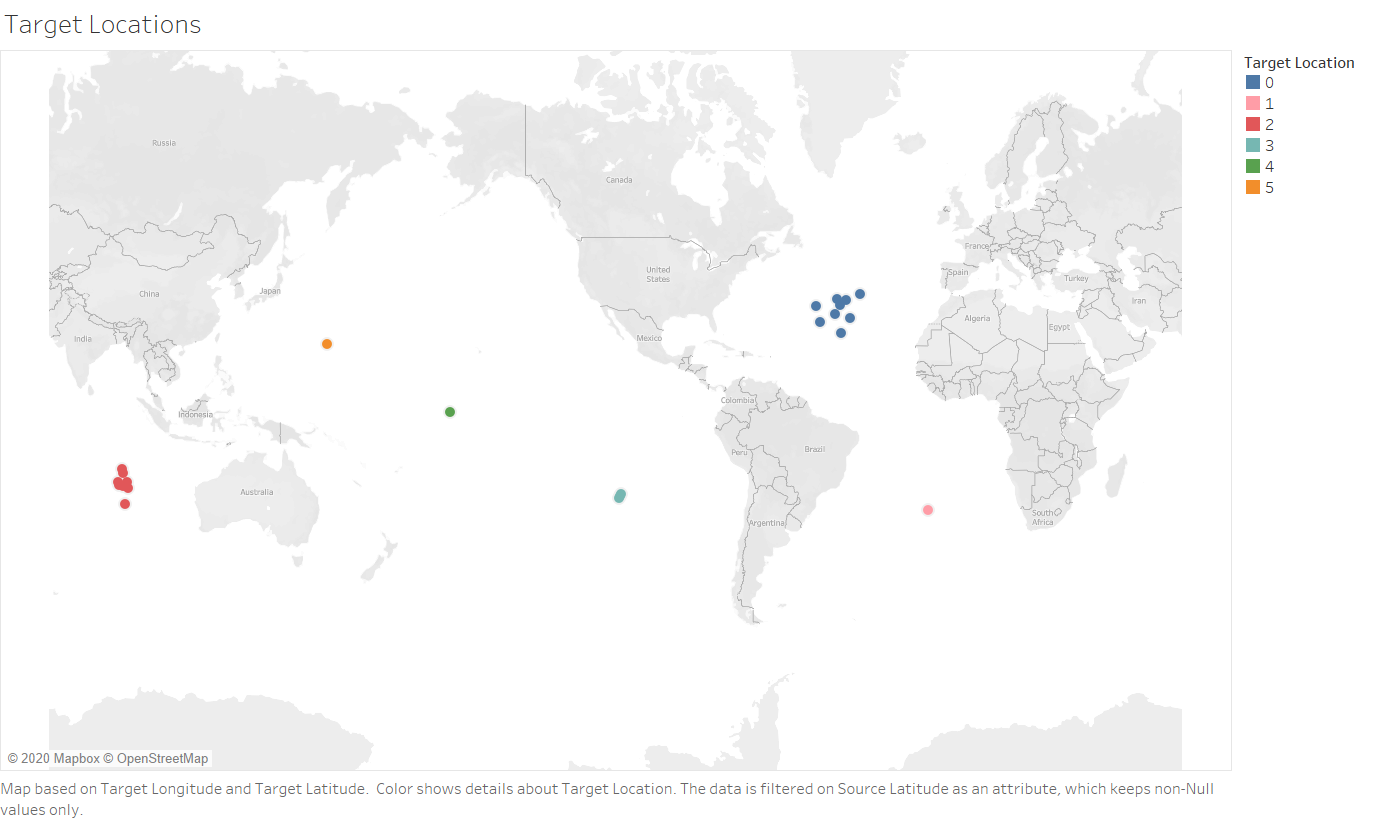 Target Locations
Target Location
0
1
2
3
4
5
Russia
Canada
France
United
States
Spain
Turkey
China
Japan
Iran
Algeria
Egypt
India
Mexico
Colombia
Indonesia
Peru
Brazil
Australia
South
Africa
Argentina
© 2020 Mapbox © OpenStreetMap
Map based on Target Longitude and Target Latitude.  Color shows details about Target Location. The data is filtered on Source Latitude as an attribute, which keeps non-Null
values only.